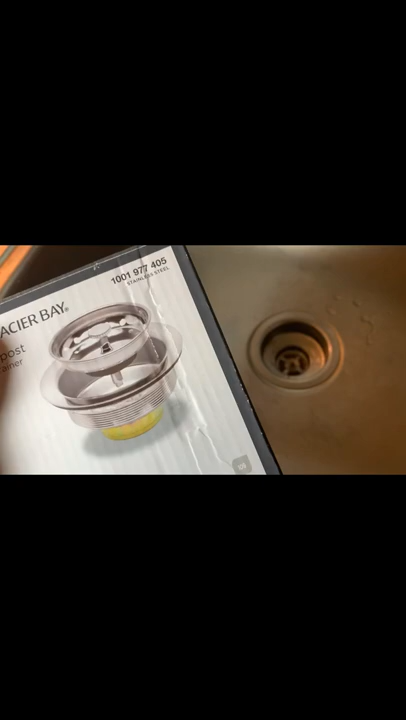 ACIER BAY®
post
ainer
1001 977 405
STAINLESS STEEL